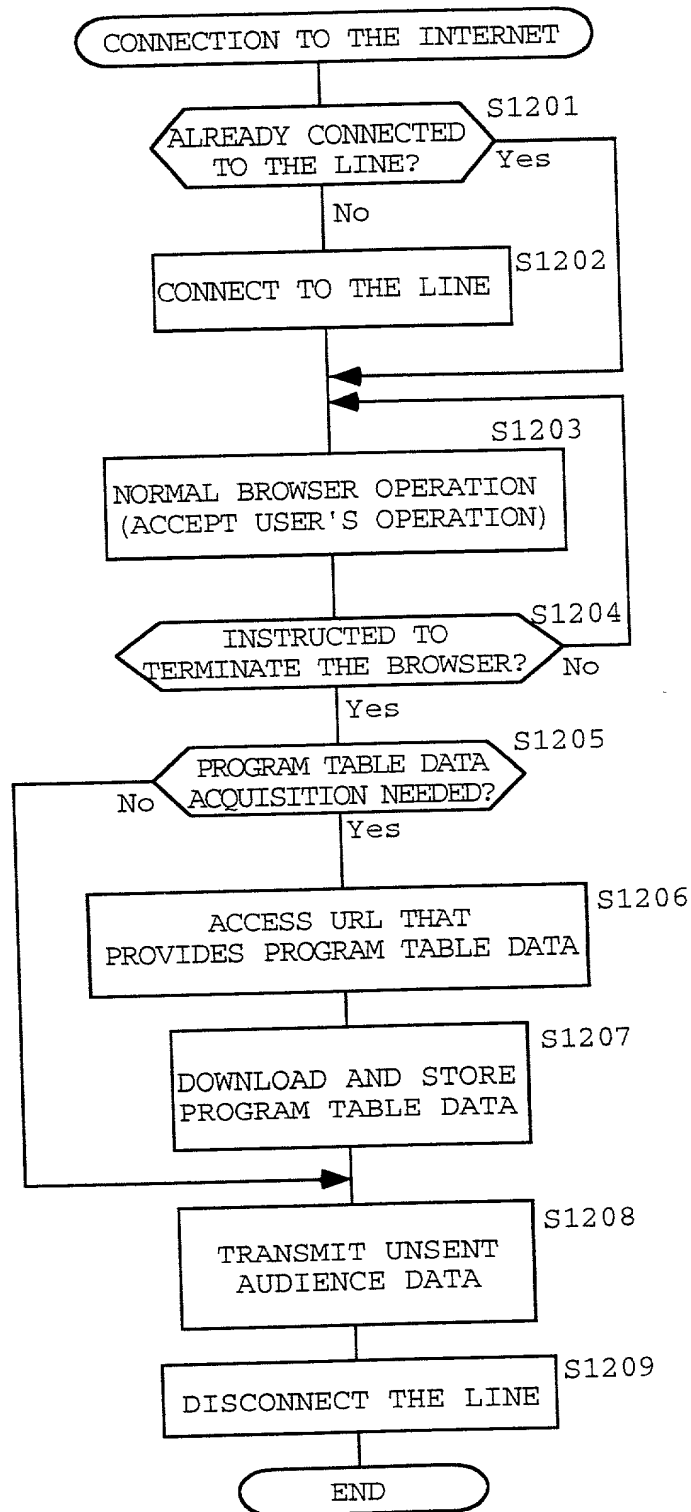 CONNECTION TO THE INTERNET
S1201
ALREADY CONNECTED
TO THE LINE?
Yes
No
S1202
CONNECT TO THE LINE
S1203
NORMAL BROWSER OPERATION
(ACCEPT USER'S OPERATION)
S1204
INSTRUCTED TO
TERMINATE THE BROWSER?
No
Yes
S1205
PROGRAM TABLE DATA
ACQUISITION NEEDED?
No
Yes
S1206
ACCESS URL THAT
PROVIDES PROGRAM TABLE DATA
S1207
DOWNLOAD AND STORE
PROGRAM TABLE DATA
S1208
TRANSMIT UNSENT
AUDIENCE DATA
S1209
DISCONNECT THE LINE
END